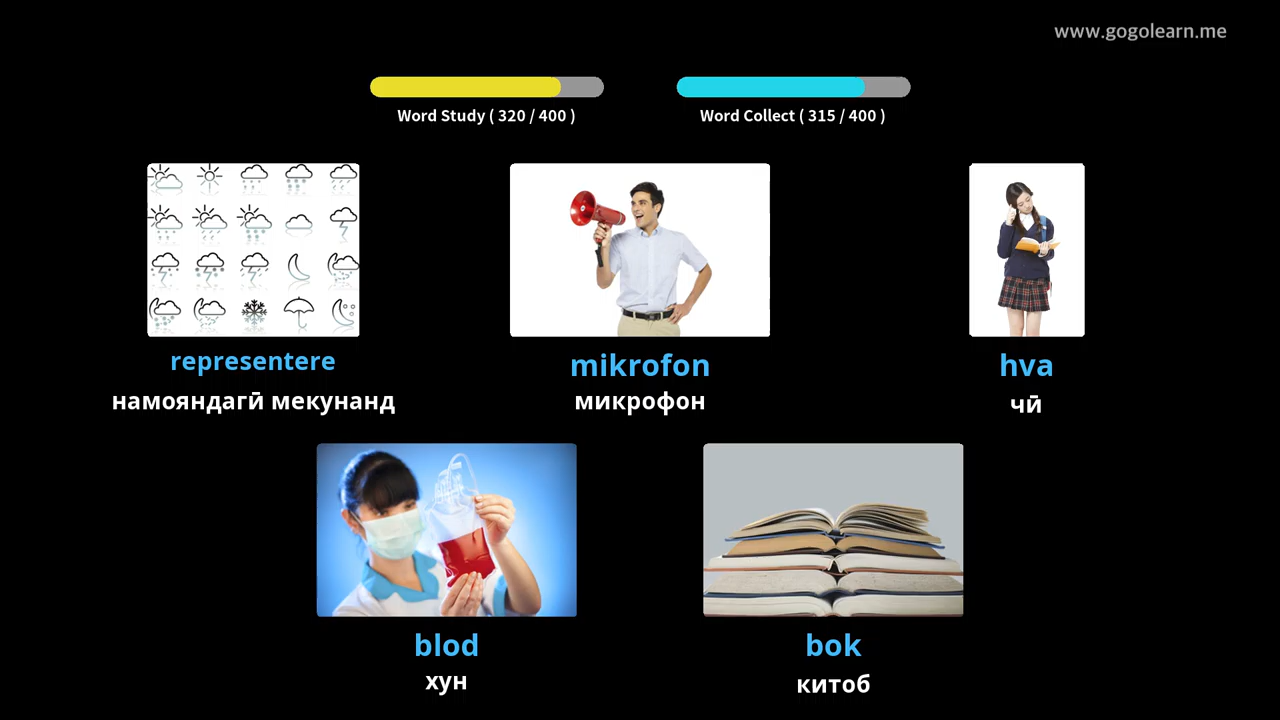 www.gogolearn.me
Word Study ( 320 / 400 )
Word Collect ( 315 / 400 )
representere
mikrofon
hva
намояндагӣ мекунанд
микрофон
чӣ
blod
bok
хун
китоб